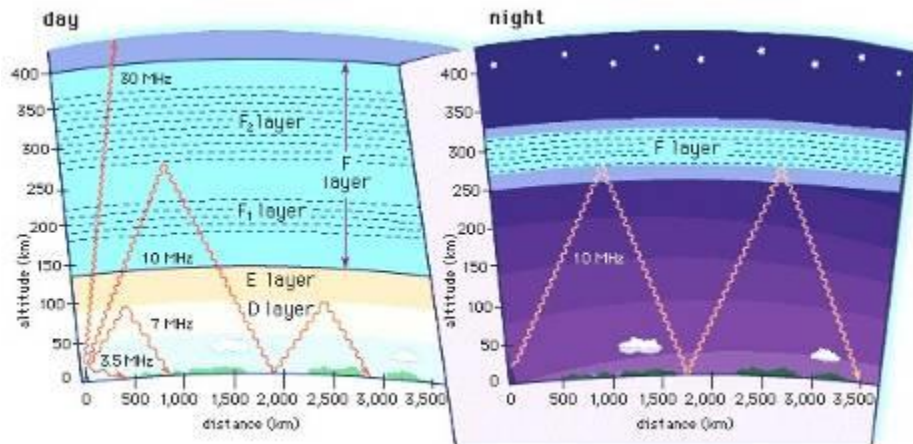 day
400
350
300
250
200
150
100
50
0
altitude (km)
30 MHz
F₂ layer
F
layer
F₁ layer
10 MHz
E layer
D layer
7 MHz
3.5 MHz
0 500 1,000 1,500 2,000 2,500 3,000 3,500
distance (km)
night
400
350
300
250
200
150
100
50
0
altitude (km)
F layer
10 MHz
0 500 1,000 1,500 2,000 2,500 3,000 3,500
distance (km)